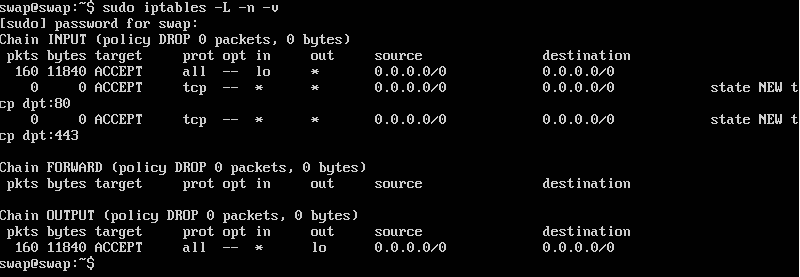 swap@swap:~$ sudo iptables -L -n -v
[sudo] password for swap:
Chain INPUT (policy DROP 0 packets, 0 bytes)
 pkts bytes target     prot opt in     out     source               destination
  160 11840 ACCEPT     all  --  lo     *       0.0.0.0/0            0.0.0.0/0
    0     0 ACCEPT     tcp  --  *      *       0.0.0.0/0            0.0.0.0/0            state NEW t
cp dpt:80
    0     0 ACCEPT     tcp  --  *      *       0.0.0.0/0            0.0.0.0/0            state NEW t
cp dpt:443
Chain FORWARD (policy DROP 0 packets, 0 bytes)
 pkts bytes target     prot opt in     out     source               destination
Chain OUTPUT (policy DROP 0 packets, 0 bytes)
 pkts bytes target     prot opt in     out     source               destination
  160 11840 ACCEPT     all  --  *      lo      0.0.0.0/0            0.0.0.0/0
swap@swap:~$